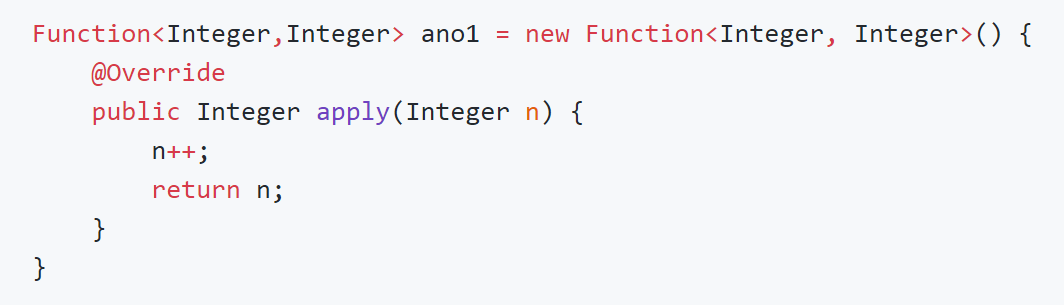 Function<Integer,Integer> ano1 = new Function<Integer, Integer>() {
    @Override
    public Integer apply(Integer n) {
        n++;
        return n;
    }
}